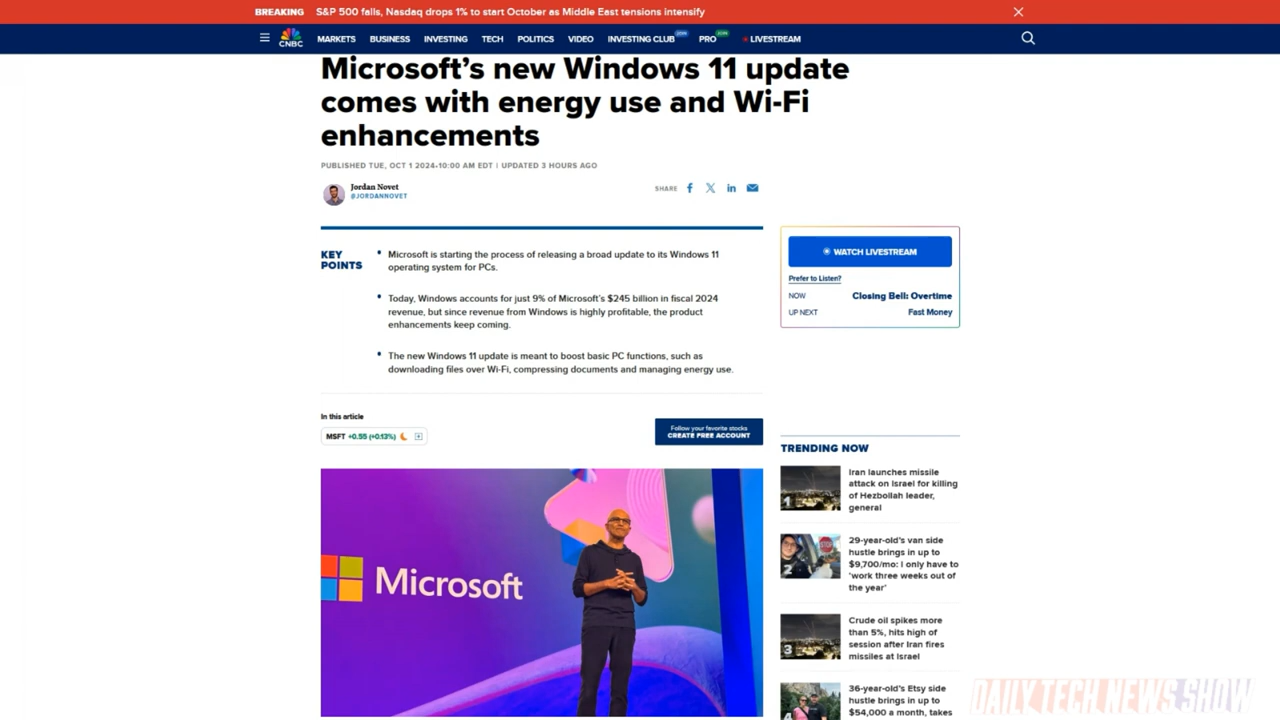 BREAKING S&P 500 falls, Nasdaq drops 1% to start October as Middle East tensions intensify
CNBC
MARKETS BUSINESS INVESTING TECH POLITICS VIDEO INVESTING CLUB PRO LIVESTREAM
Microsoft's new Windows 11 update
comes with energy use and Wi-Fi
enhancements
PUBLISHED TUE, OCT 1 2024•10:00 AM EDT | UPDATED 3 HOURS AGO
Jordan Novet
@JORDANNOVET
SHARE
KEY
POINTS
Microsoft is starting the process of releasing a broad update to its Windows 11
operating system for PCs.
Today, Windows accounts for just 9% of Microsoft's $245 billion in fiscal 2024
revenue, but since revenue from Windows is highly profitable, the product
enhancements keep coming.
The new Windows 11 update is meant to boost basic PC functions, such as
downloading files over Wi-Fi, compressing documents and managing energy use.
In this article
MSFT +0.55 (+0.13%)
Follow your favorite stocks
CREATE FREE ACCOUNT
Microsoft
WATCH LIVESTREAM
Prefer to Listen?
NOW Closing Bell: Overtime
UP NEXT Fast Money
TRENDING NOW
1
Iran launches missile
attack on Israel for killing
of Hezbollah leader,
general
2
29-year-old's van side
hustle brings in up to
$9,700/mo: I only have to
'work three weeks out of
the year'
3
Crude oil spikes more
than 5%, hits high of
session after Iran fires
missiles at Israel
4
36-year-old's Etsy side
hustle brings in up to
$54,000 a month, takes
DAILY TECH NEWS SHOW